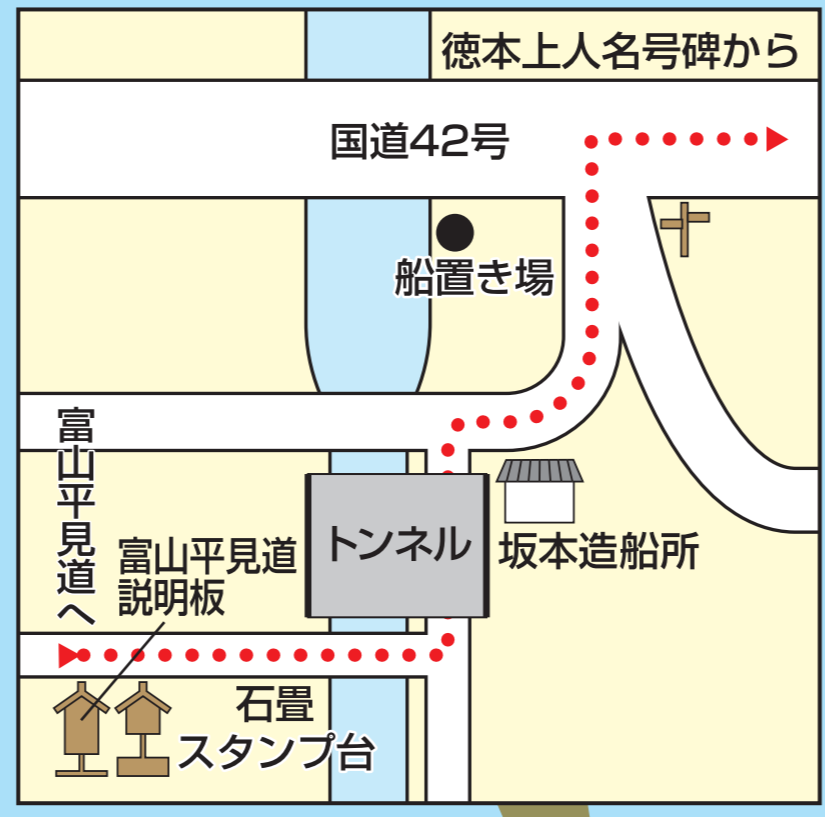 徳本上人名号碑から
国道42号
船置き場
富山平見道へ
トンネル
坂本造船所
富山平見道
説明板
石畳
スタンプ台